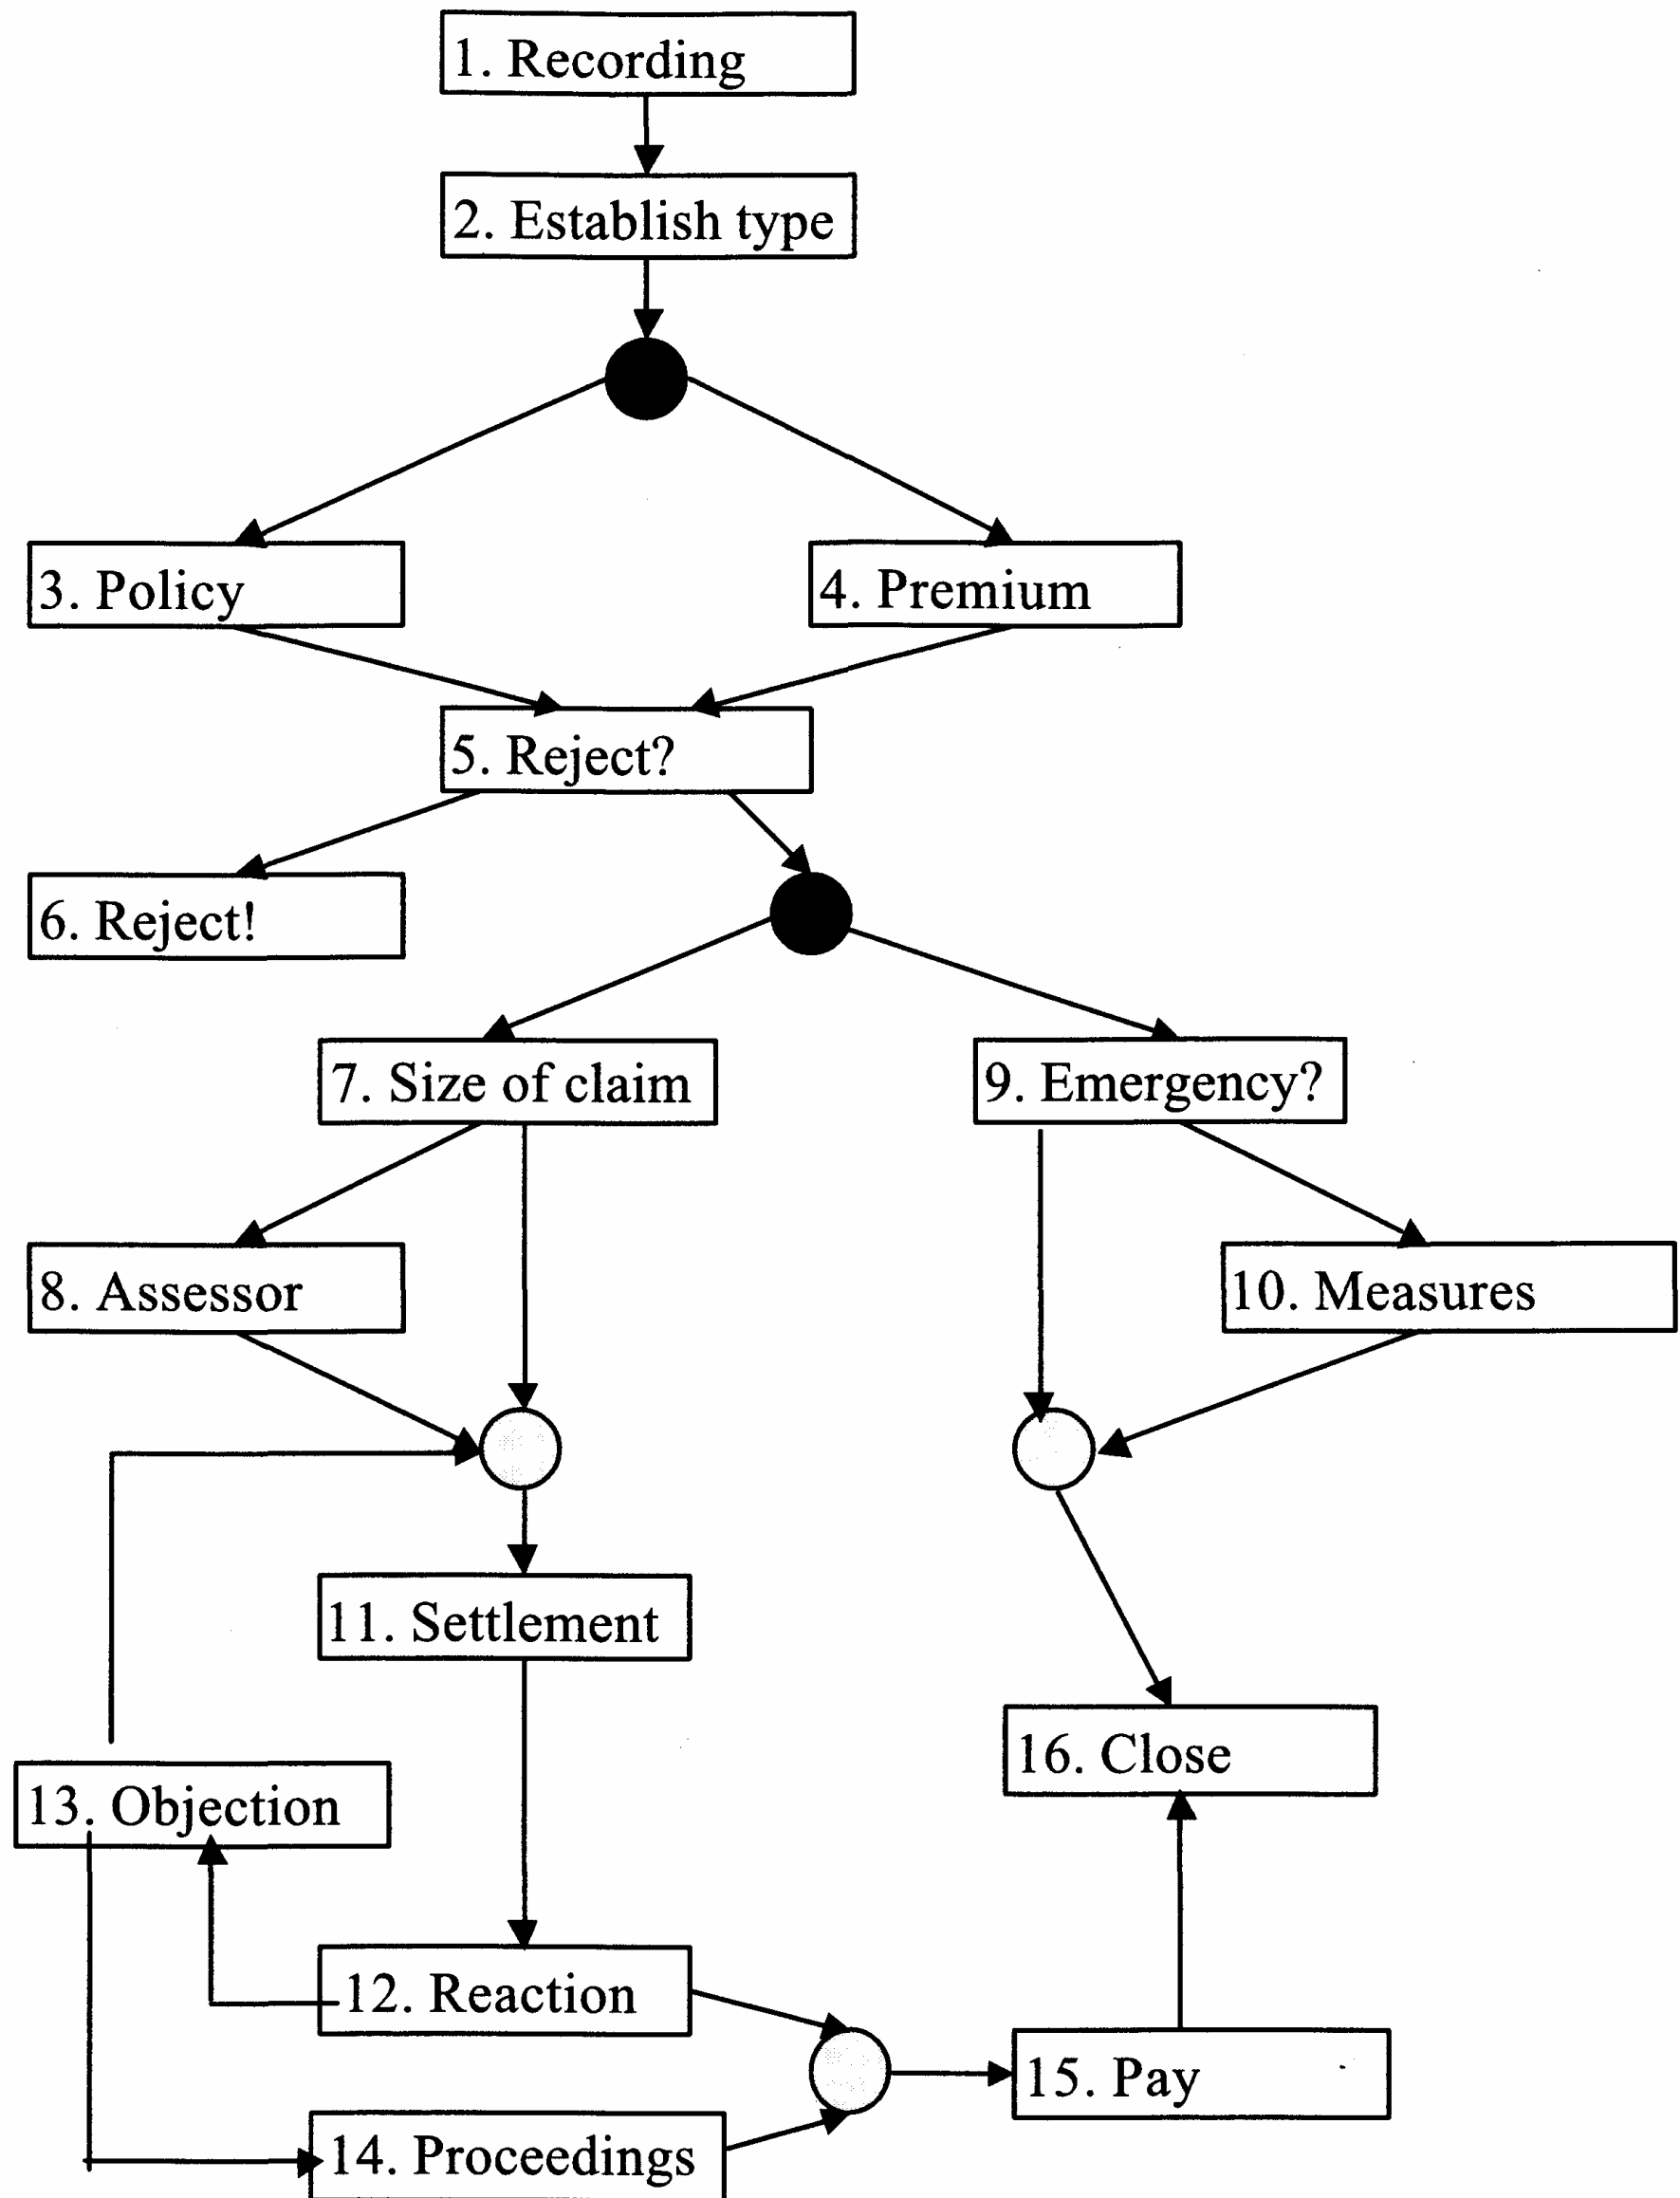 1. Recording
2. Establish type
3. Policy
4. Premium
5. Reject?
6. Reject!
7. Size of claim
9. Emergency?
8. Assessor
10. Measures
11. Settlement
16. Close
13. Objection
12. Reaction
15. Pay
14. Proceedings